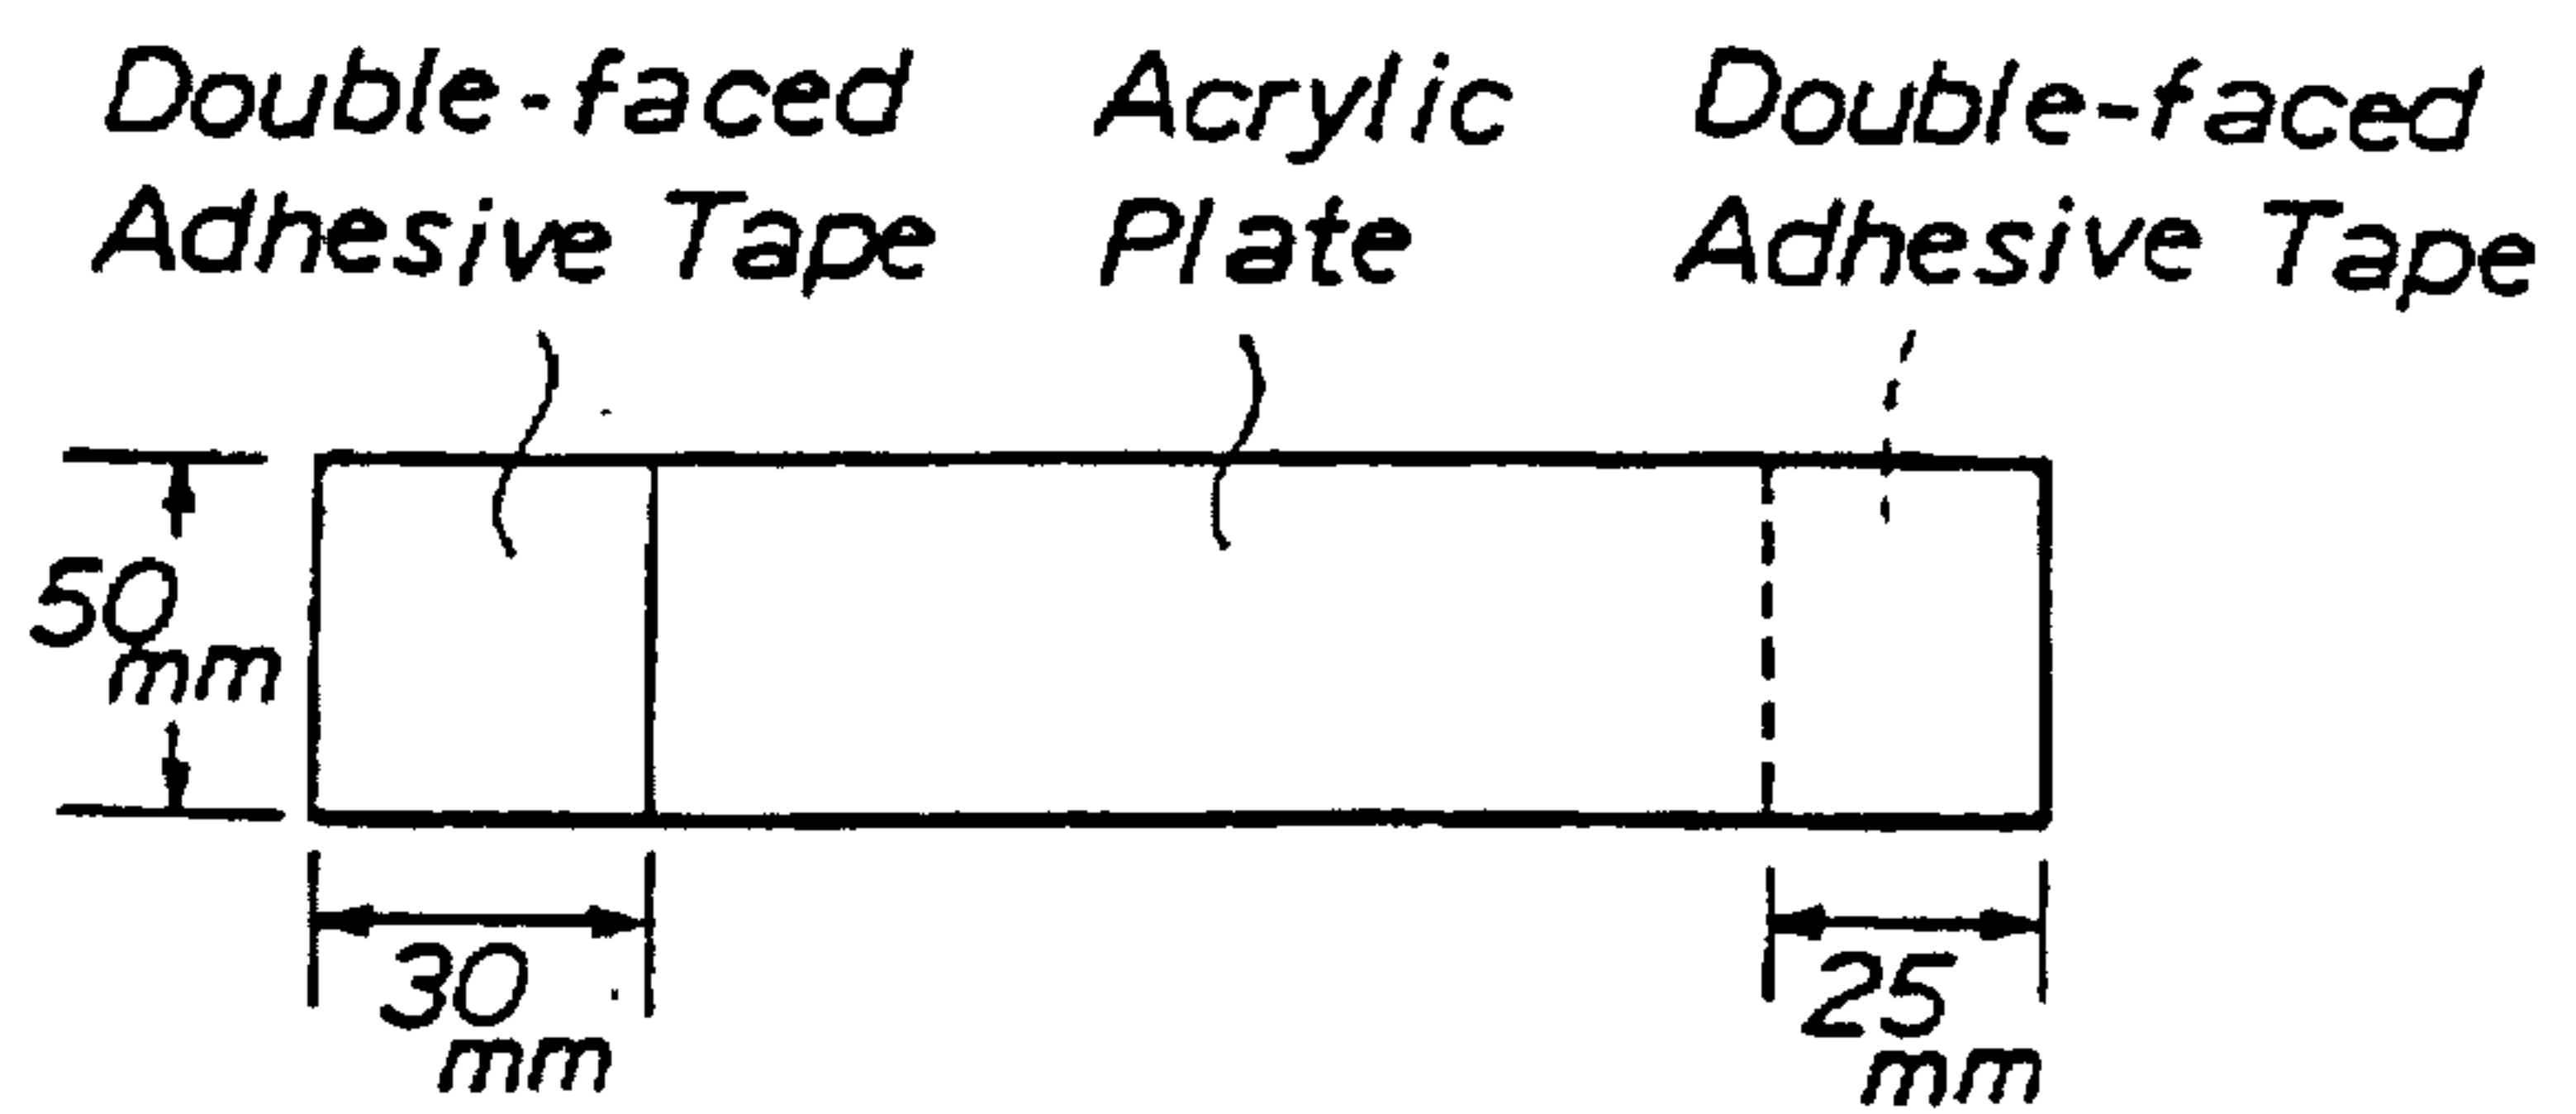 Double-faced
Adhesive Tape
Acrylic
Plate
Double-faced
Adhesive Tape
50
mm
30
mm
25
mm